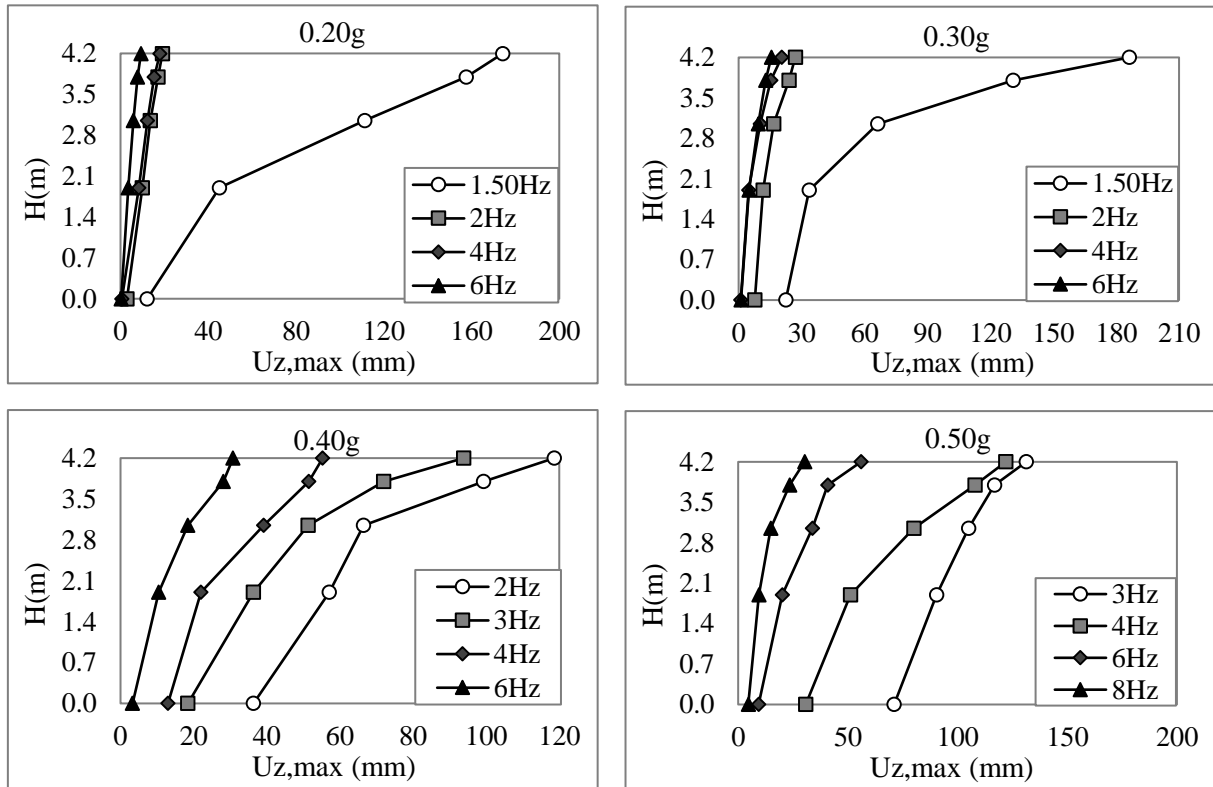 0.20g
H(m)
4.2
3.5
2.8
2.1
1.4
0.7
0.0
1.50Hz
2Hz
4Hz
6Hz
0 40 80 120 160 200
Uz,max (mm)
0.30g
H(m)
4.2
3.5
2.8
2.1
1.4
0.7
0.0
1.50Hz
2Hz
4Hz
6Hz
0 30 60 90 120 150 180 210
Uz,max (mm)
0.40g
H(m)
4.2
3.5
2.8
2.1
1.4
0.7
0.0
2Hz
3Hz
4Hz
6Hz
0 20 40 60 80 100 120
Uz,max (mm)
0.50g
H(m)
4.2
3.5
2.8
2.1
1.4
0.7
0.0
3Hz
4Hz
6Hz
8Hz
0 50 100 150 200
Uz,max (mm)